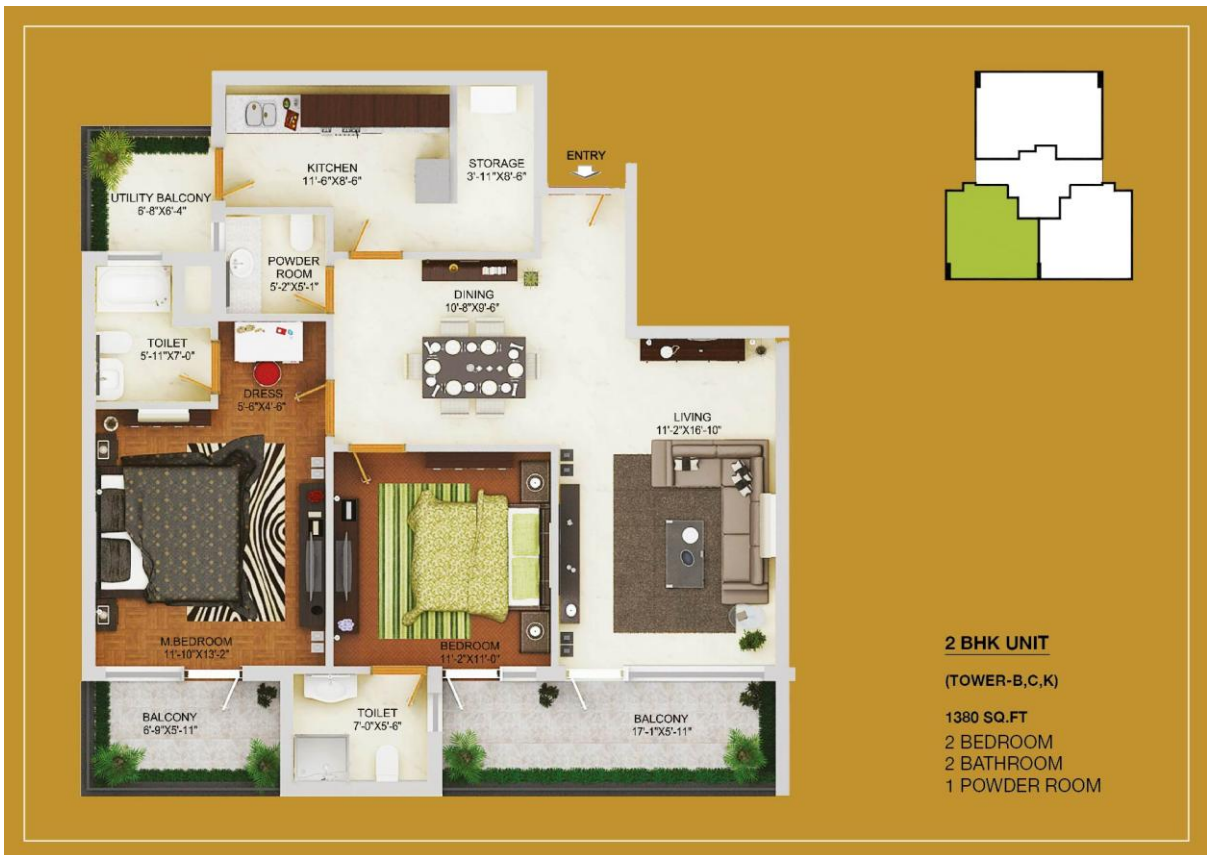 KITCHEN
11'-6"X8'-6"
STORAGE
3'-11"X8'-6"
ENTRY
UTILITY BALCONY
6'-8"X6'-4"
POWDER
ROOM
5'-2"X5'-1"
DINING
10'-8"X9'-6"
TOILET
5'-11"X7'-0"
DRESS
5'-6"X4'-6"
LIVING
11'-2"X16'-10"
M.BEDROOM
11'-10"X13'-2"
BEDROOM
11'-2"X11'-0"
BALCONY
6'-9"X5'-11"
TOILET
7'-0"X5'-6"
BALCONY
17'-1"X5'-11"
2 BHK UNIT
(TOWER-B,C,K)
1380 SQ.FT
2 BEDROOM
2 BATHROOM
1 POWDER ROOM